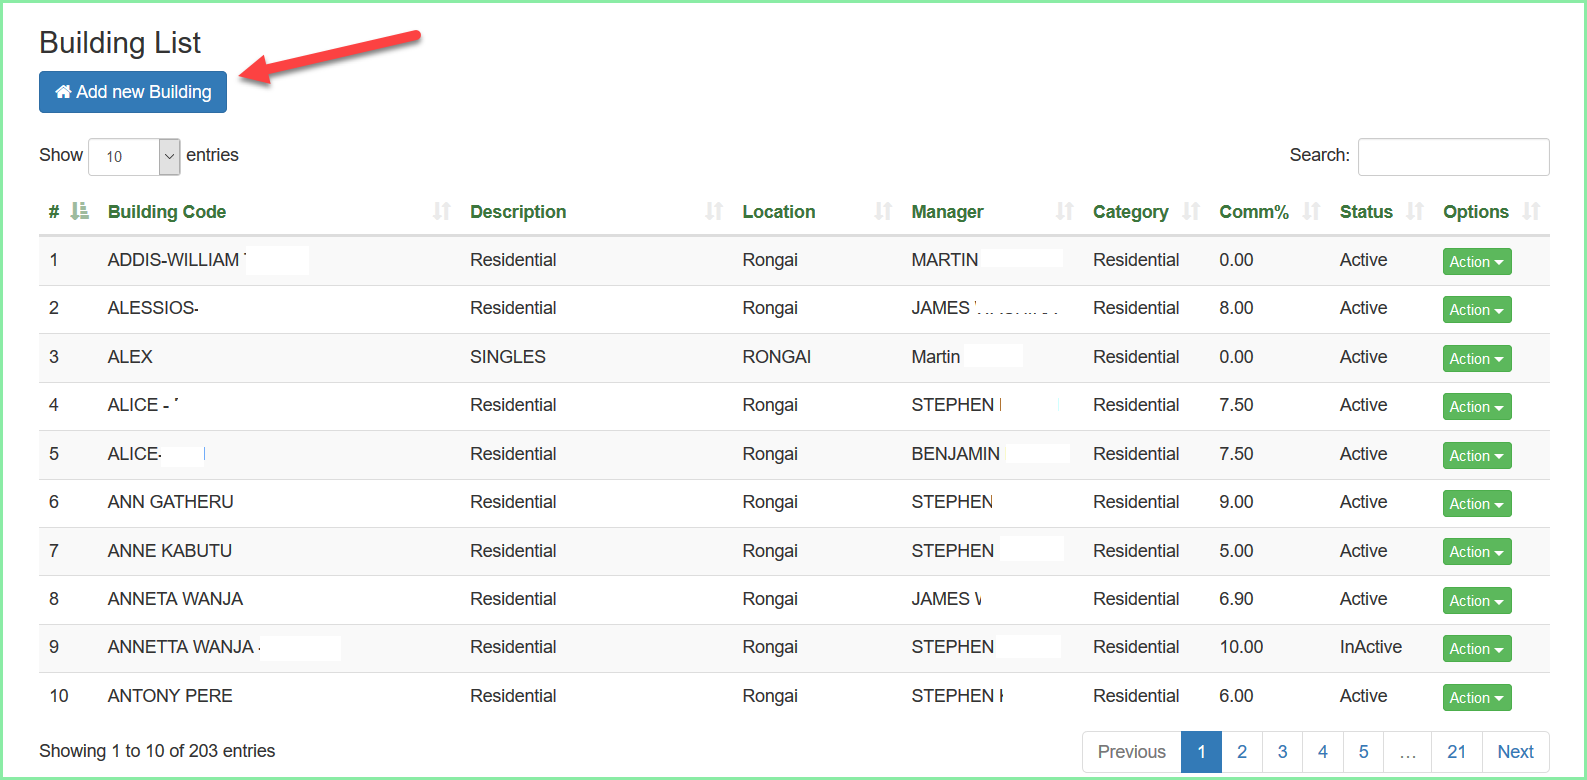 Building List
Add new Building
Show 10 entries Search:
# Building Code Description Location Manager Category Comm% Status Options
1 ADDIS-WILLIAM Residential Rongai MARTIN Residential 0.00 Active Action
2 ALESSIOS- Residential Rongai JAMES Residential 8.00 Active Action
3 ALEX SINGLES RONGAI Martin Residential 0.00 Active Action
4 ALICE - Residential Rongai STEPHEN Residential 7.50 Active Action
5 ALICE- Residential Rongai BENJAMIN Residential 7.50 Active Action
6 ANN GATHERU Residential Rongai STEPHEN Residential 9.00 Active Action
7 ANNE KABUTU Residential Rongai STEPHEN Residential 5.00 Active Action
8 ANNETA WANJA Residential Rongai JAMES Residential 6.90 Active Action
9 ANNETTA WANJA Residential Rongai STEPHEN Residential 10.00 InActive Action
10 ANTONY PERE Residential Rongai STEPHEN Residential 6.00 Active Action
Showing 1 to 10 of 203 entries Previous 1 2 3 4 5 … 21 Next